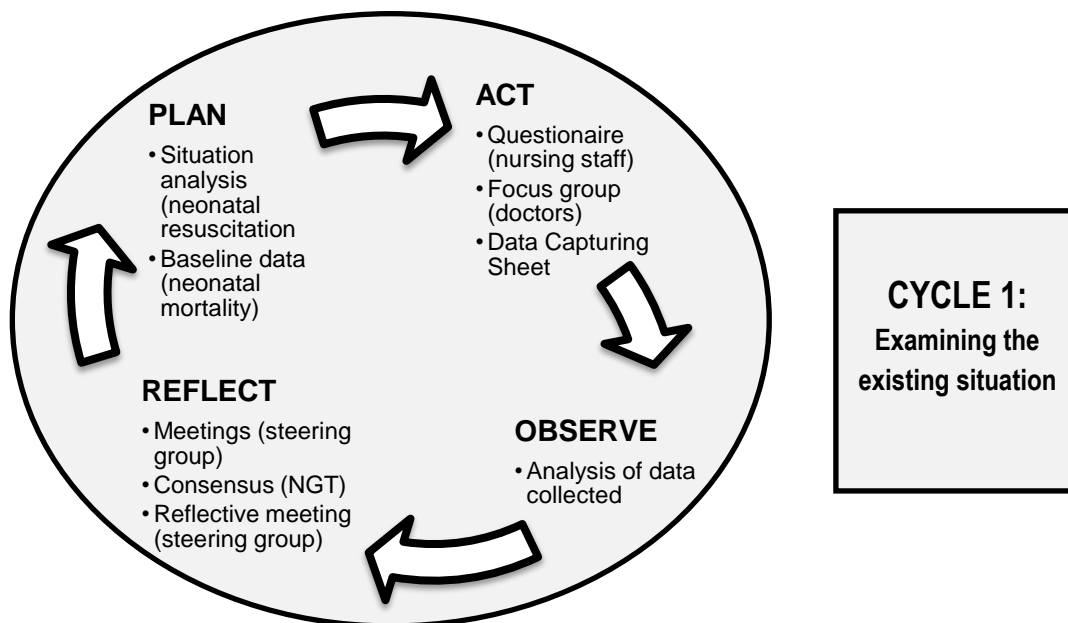 PLAN
• Situation
analysis
(neonatal
resuscitation
• Baseline data
(neonatal
mortality)
ACT
• Questionaire
(nursing staff)
• Focus group
(doctors)
• Data Capturing
Sheet
OBSERVE
• Analysis of data
collected
REFLECT
• Meetings (steering
group)
• Consensus (NGT)
• Reflective meeting
(steering group)
CYCLE 1:
Examining the
existing situation